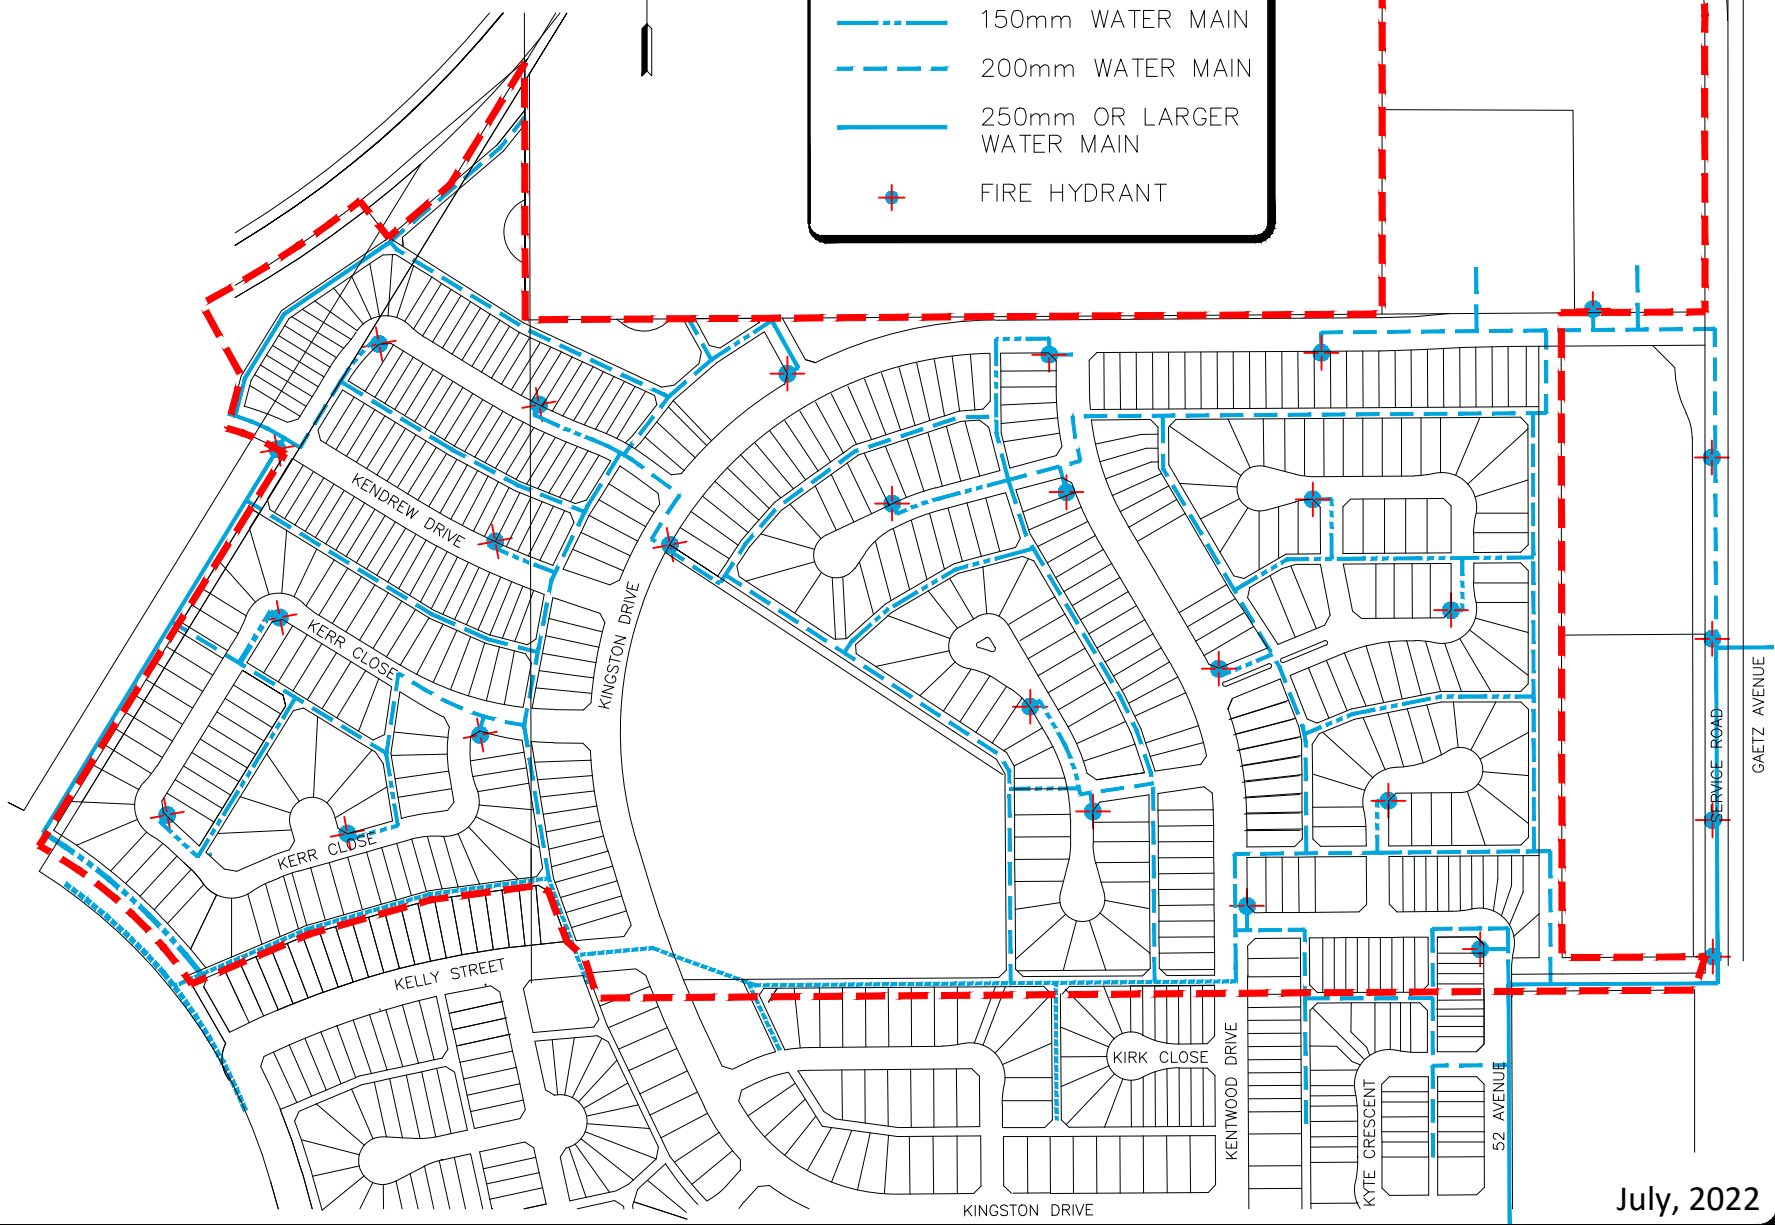 150mm WATER MAIN
200mm WATER MAIN
250mm OR LARGER
WATER MAIN
FIRE HYDRANT
KENDREW DRIVE
KERR CLOSE
KINGSTON DRIVE
KERR CLOSE
KELLY STREET
SERVICE ROAD
GAETZ AVENUE
KIRK CLOSE
KENTWOOD DRIVE
KYTE CRESCENT
52 AVENUE
KINGSTON DRIVE
July, 2022